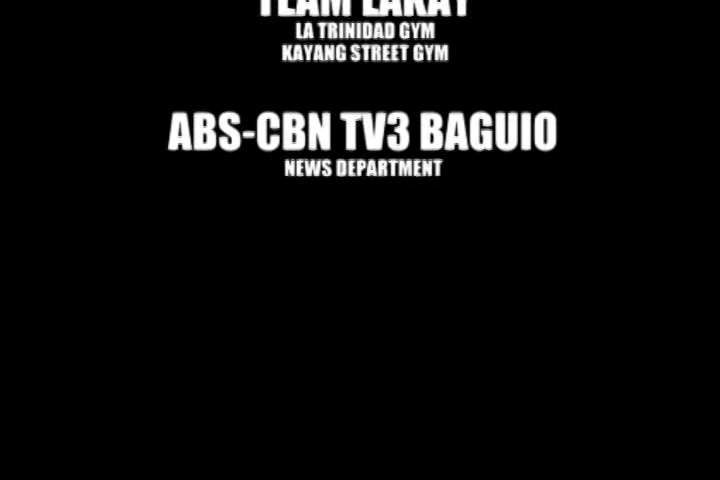 TEAM LAKAY
LA TRINIDAD GYM
KAYANG STREET GYM
ABS-CBN TV3 BAGUIO
NEWS DEPARTMENT